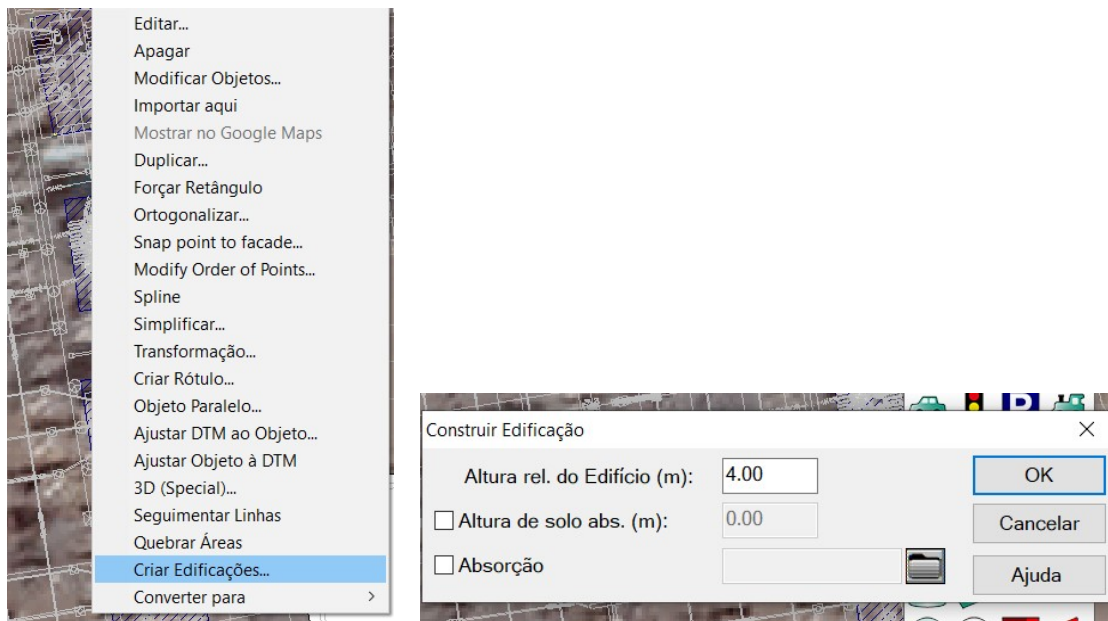 Editar...
Apagar
Modificar Objetos...
Importar aqui
Mostrar no Google Maps
Duplicar...
Forçar Retângulo
Ortogonalizar...
Snap point to facade...
Modify Order of Points...
Spline
Simplificar...
Transformação...
Criar Rótulo...
Objeto Paralelo...
Ajustar DTM ao Objeto...
Ajustar Objeto à DTM
3D (Special)...
Seguimentar Linhas
Quebrar Áreas
Criar Edificações...
Converter para >
Construir Edificação
Altura rel. do Edifício (m): 4.00 OK
Altura de solo abs. (m): 0.00 Cancelar
Absorção Ajuda